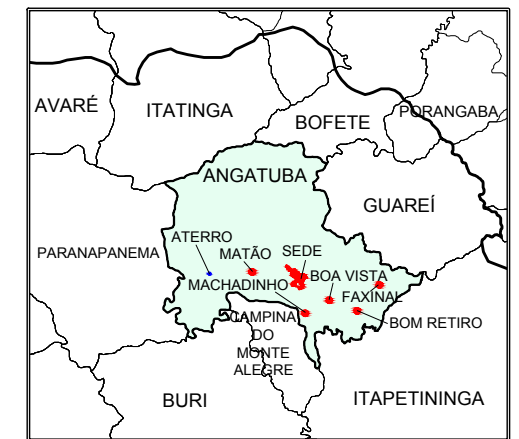 AVARÉ
ITATINGA
BOFETE
PORANGABA
ANGATUBA
GUAREÍ
PARANAPANEMA
ATERRO
MATÃO
SEDE
MACHADINHO
BOA VISTA
FAXINAL
CAMPINA
DO
MONTE
ALEGRE
BOM RETIRO
BURI
ITAPETININGA